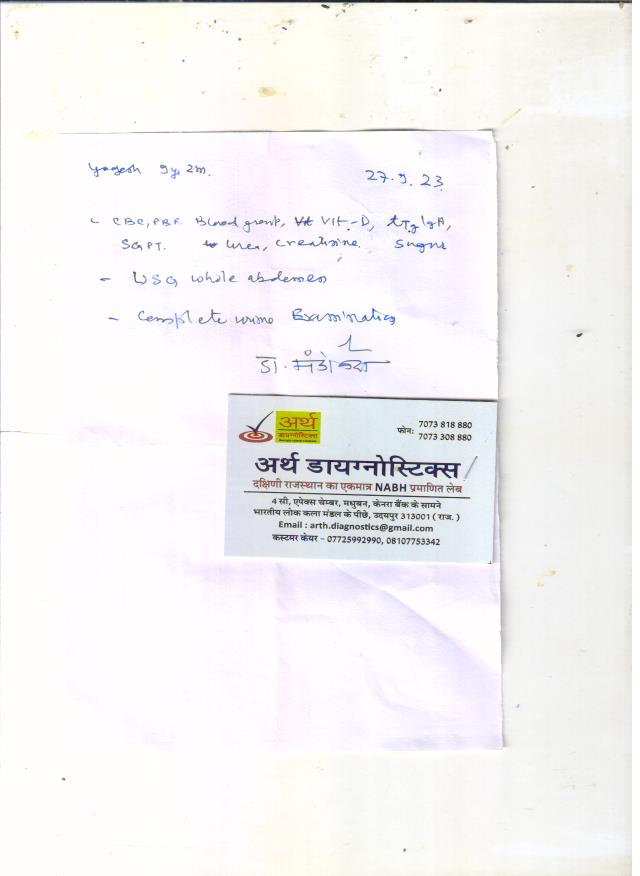 Yogesh 9y, 2m.
27.9.23
CBC, PBF. Blood group, Vit.-D, tTg IgA,
SGPT. Urea, Creatinine. Sugar
- USG whole abdomen
- Complete urine Examination
डा.
अर्थ
डायग्नोस्टिक्स
फोन: 7073 818 880
7073 308 880
अर्थ डायग्नोस्टिक्स
दक्षिणी राजस्थान का एकमात्र NABH प्रमाणित लेब
4 सी, एपेक्स चेम्बर, मधुबन, केनरा बैंक के सामने
भारतीय लोक कला मंडल के पीछे, उदयपुर 313001 ( राज. )
Email : arth.diagnostics@gmail.com
कस्टमर केयर - 07725992990, 08107753342